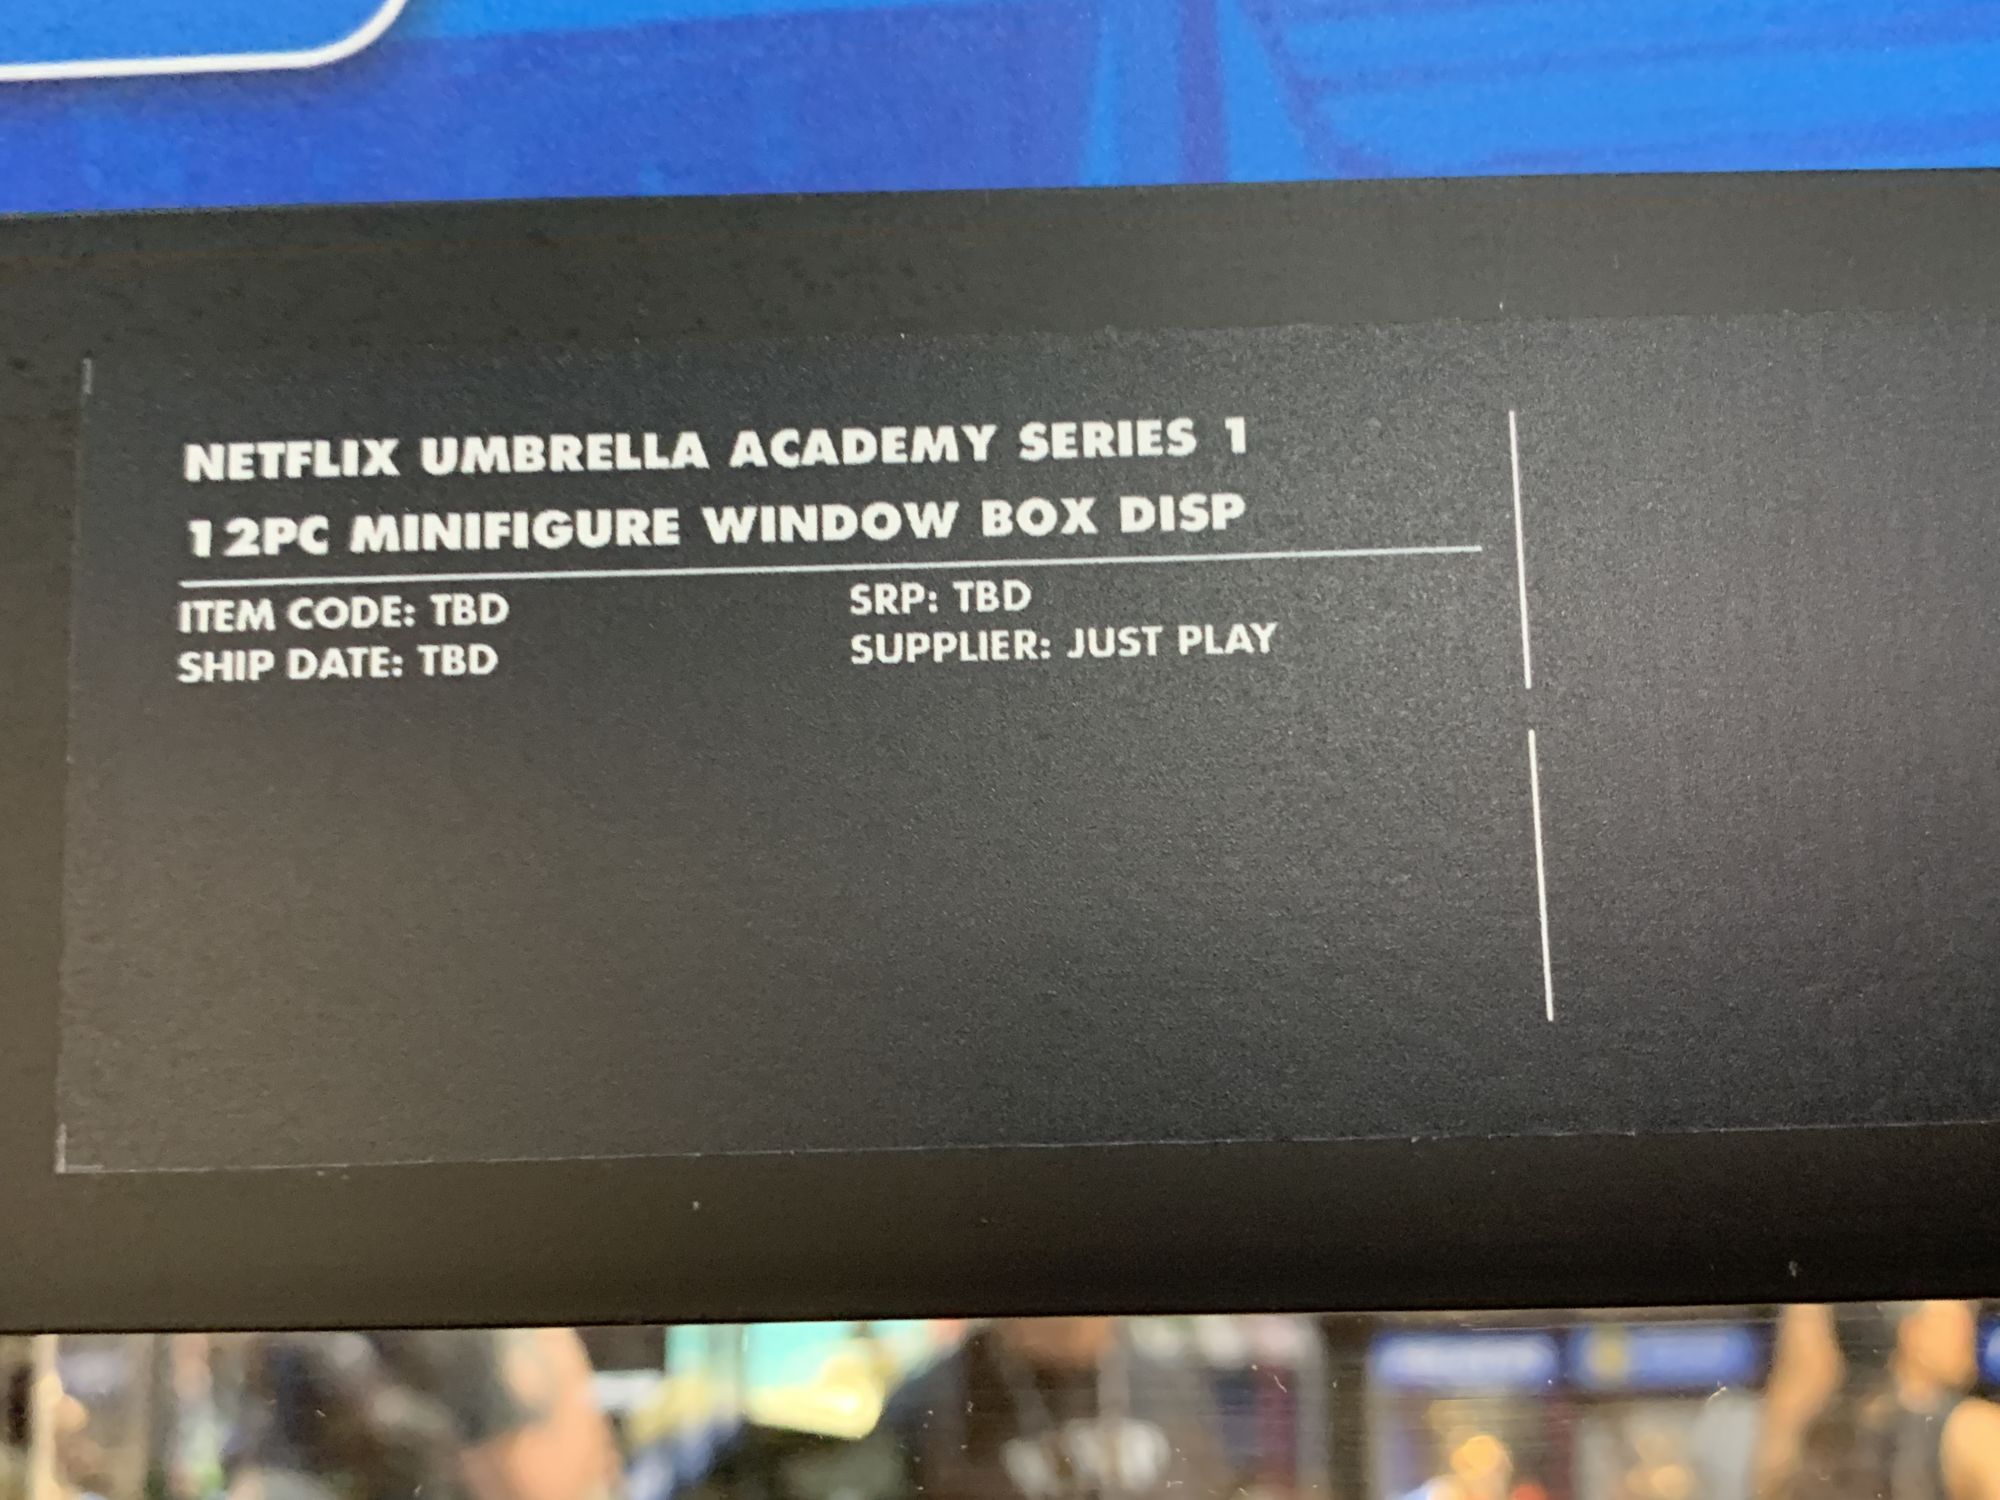 NETFLIX UMBRELLA ACADEMY SERIES 1
12PC MINIFIGURE WINDOW BOX DISP
ITEM CODE: TBD
SRP: TBD
SHIP DATE: TBD
SUPPLIER: JUST PLAY